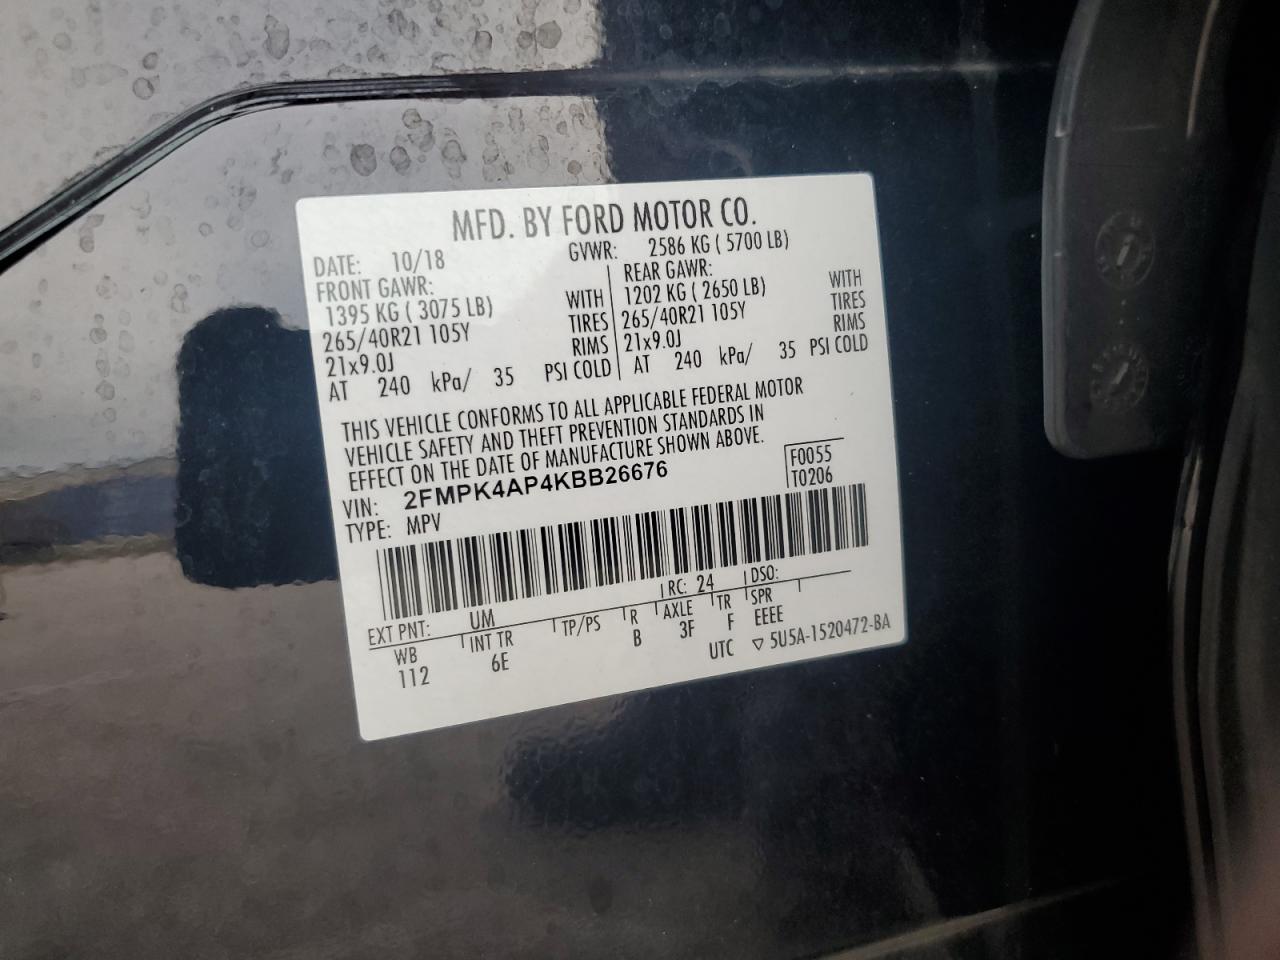 MFD. BY FORD MOTOR CO.
DATE: 10/18 GVWR: 2586 KG ( 5700 LB)
FRONT GAWR: REAR GAWR:
1395 KG ( 3075 LB) WITH 1202 KG ( 2650 LB) WITH
265/40R21 105Y TIRES 265/40R21 105Y TIRES
21x9.0J RIMS 21x9.0J RIMS
AT 240 kPa/ 35 PSI COLD AT 240 kPa/ 35 PSI COLD
THIS VEHICLE CONFORMS TO ALL APPLICABLE FEDERAL MOTOR
VEHICLE SAFETY AND THEFT PREVENTION STANDARDS IN
EFFECT ON THE DATE OF MANUFACTURE SHOWN ABOVE.
VIN: 2FMPK4AP4KBB26676 F0055
TYPE: MPV T0206
EXT PNT: UM RC: 24 DSO:
WB INT TR TP/PS R AXLE TR SPR
112 6E B 3F F EEEE
UTC ▽ 5U5A-1520472-BA